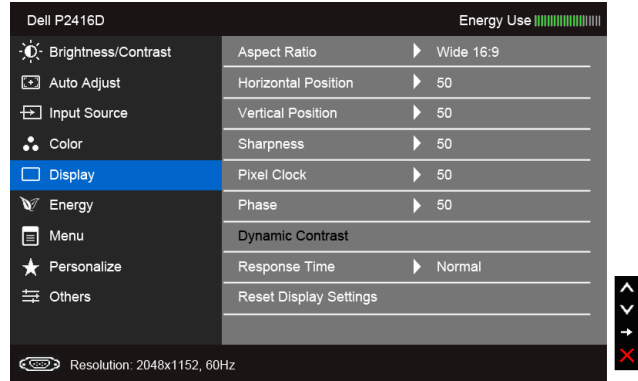 Dell P2416D Energy Use
Brightness/Contrast Aspect Ratio Wide 16:9
Auto Adjust Horizontal Position 50
Input Source Vertical Position 50
Color Sharpness 50
Display Pixel Clock 50
Energy Phase 50
Menu Dynamic Contrast
Personalize Response Time Normal
Others Reset Display Settings
Resolution: 2048x1152, 60Hz